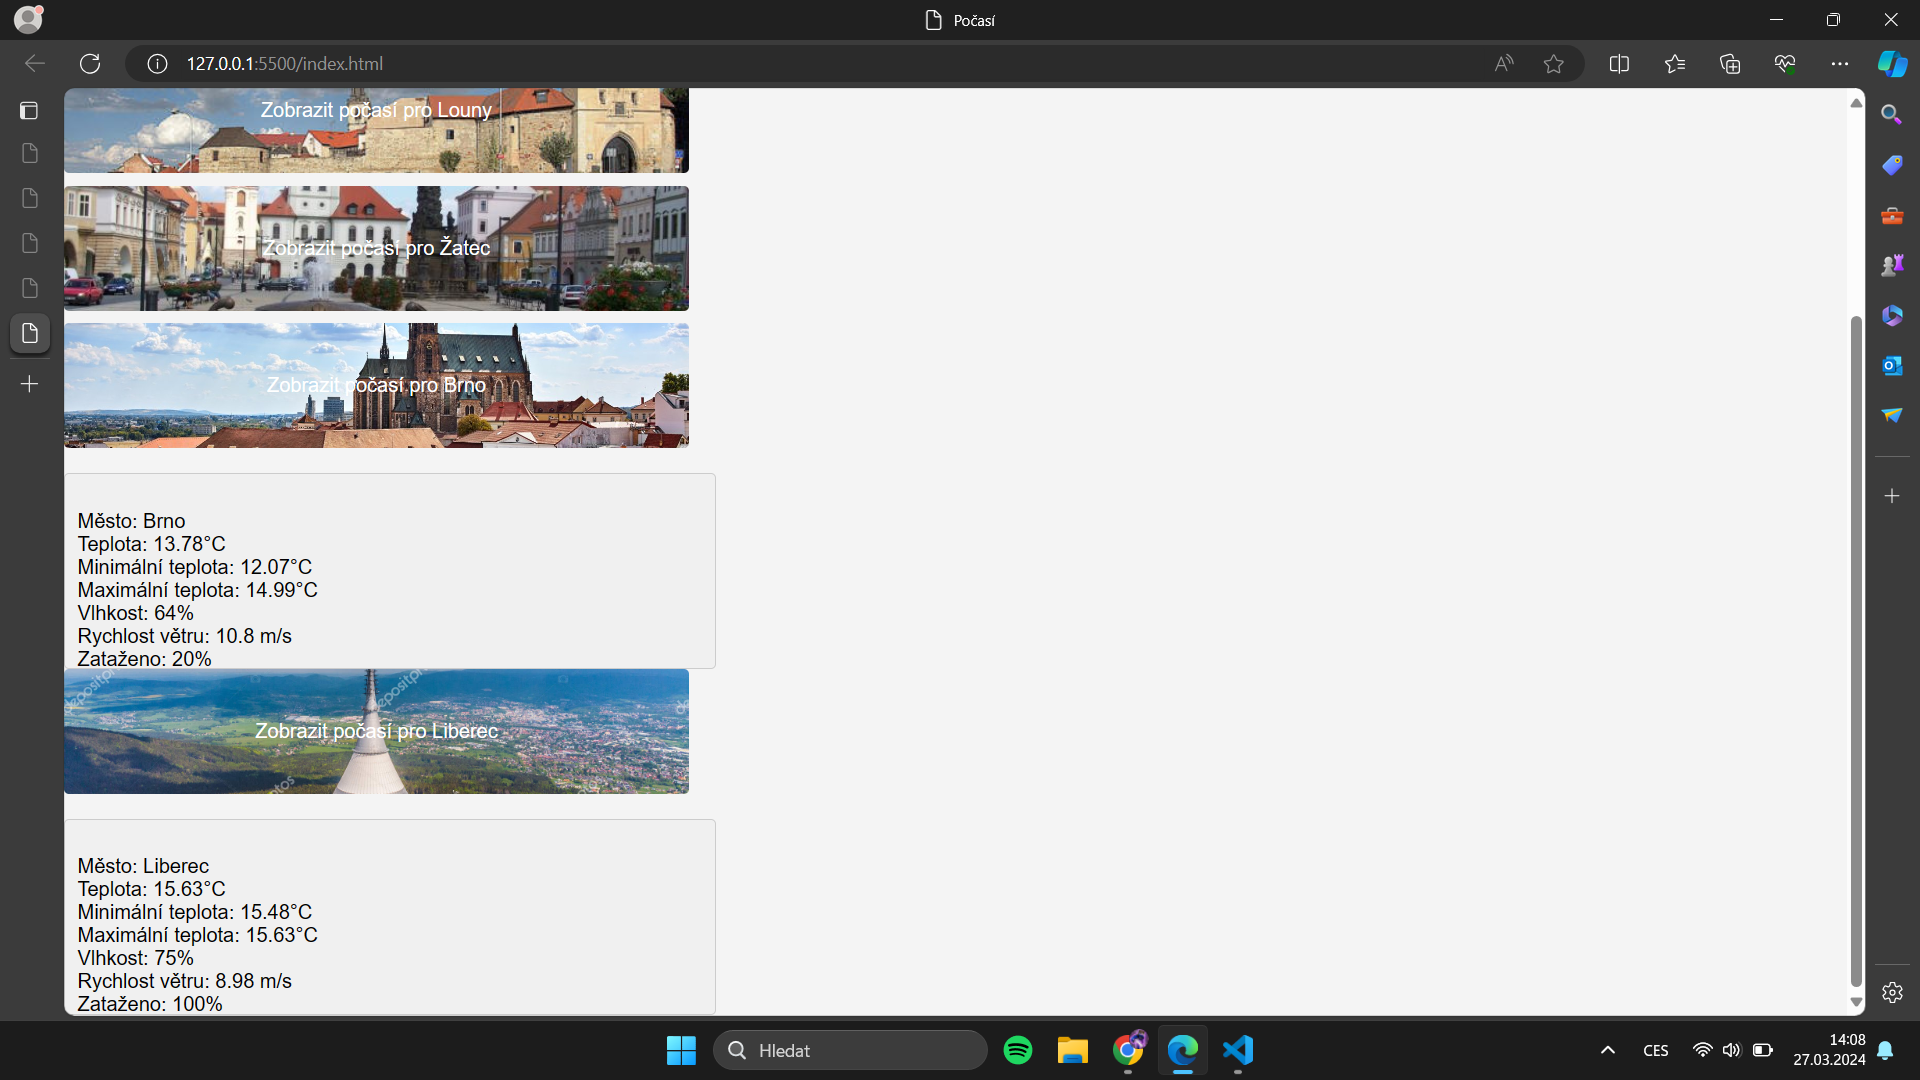 Počasí
127.0.0.1:5500/index.html
Zobrazit počasí pro Louny
Zobrazit počasí pro Žatec
Zobrazit počasí pro Brno
Město: Brno
Teplota: 13.78°C
Minimální teplota: 12.07°C
Maximální teplota: 14.99°C
Vlhkost: 64%
Rychlost větru: 10.8 m/s
Zataženo: 20%
Zobrazit počasí pro Liberec
Město: Liberec
Teplota: 15.63°C
Minimální teplota: 15.48°C
Maximální teplota: 15.63°C
Vlhkost: 75%
Rychlost větru: 8.98 m/s
Zataženo: 100%
Hledat
CES
14:08
27.03.2024